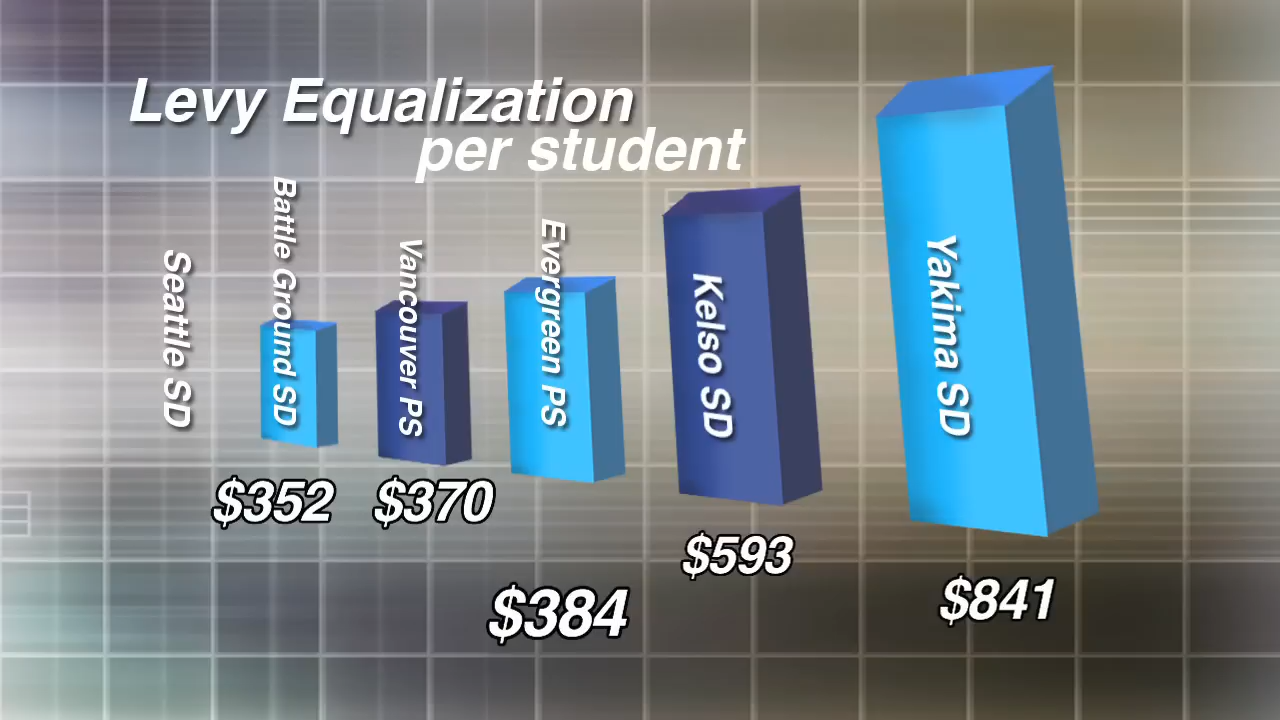 Levy Equalization
per student
Seattle SD
Battle Ground SD
Vancouver PS
Evergreen PS
Kelso SD
Yakima SD
$352
$370
$384
$593
$841